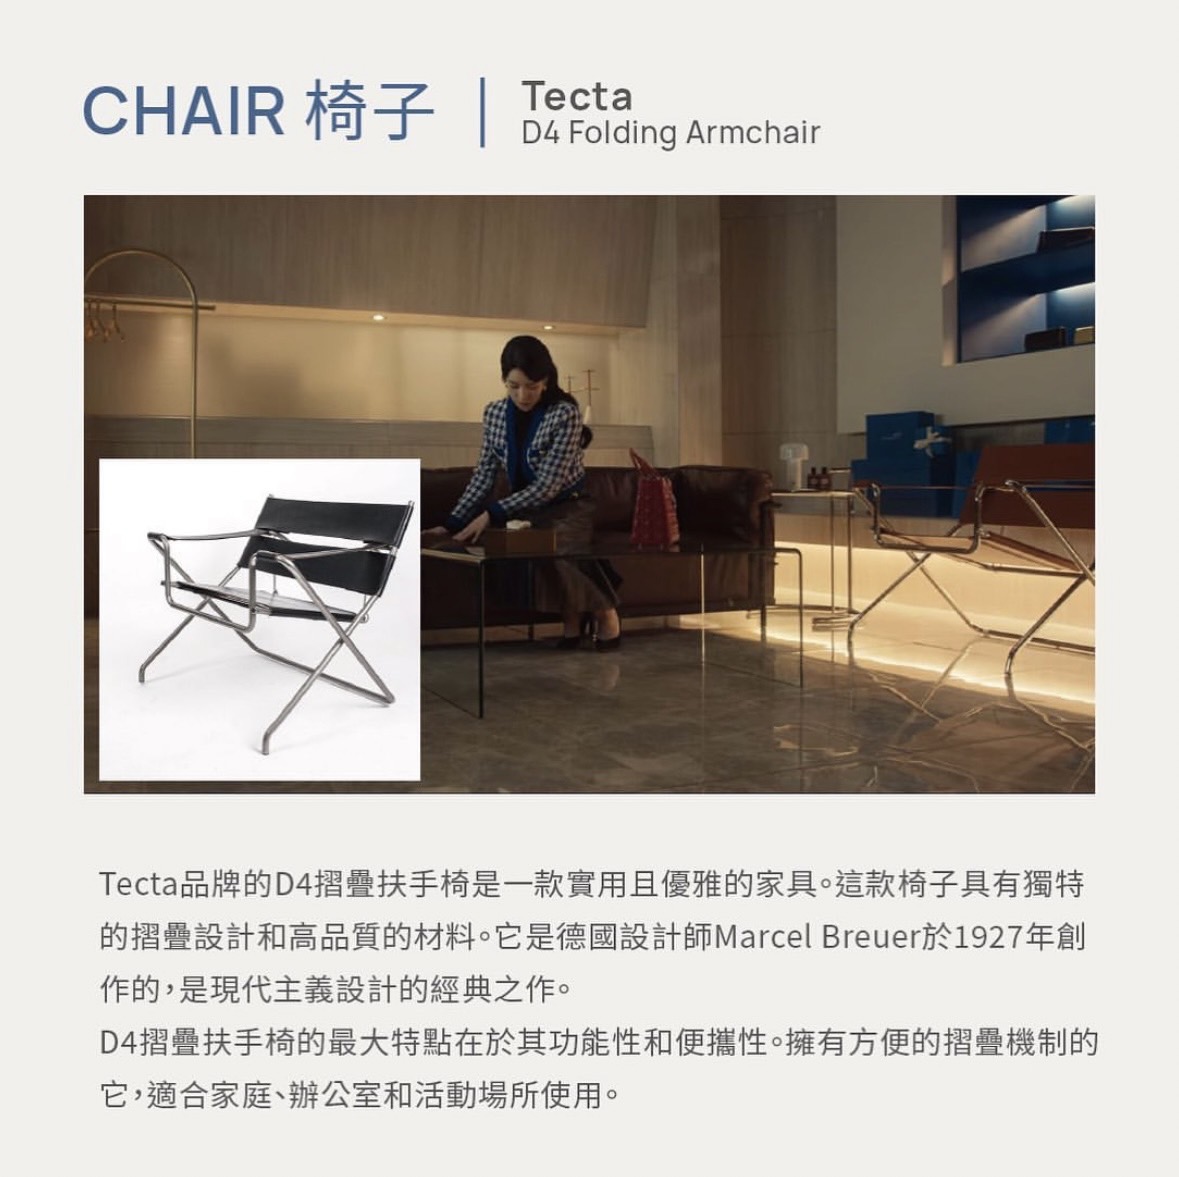 CHAIR 椅子
Tecta
D4 Folding Armchair
Tecta品牌的D4摺疊扶手椅是一款實用且優雅的家具。這款椅子具有獨特
的摺疊設計和高品質的材料。它是德國設計師Marcel Breuer於1927年創
作的，是現代主義設計的經典之作。
D4摺疊扶手椅的最大特點在於其功能性和便攜性。擁有方便的摺疊機制的
它，適合家庭、辦公室和活動場所使用。